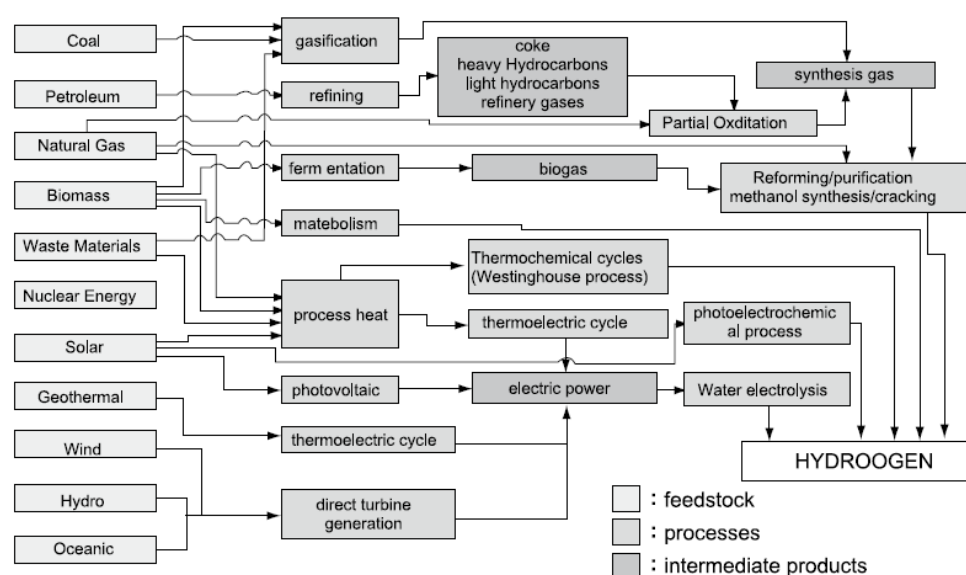 Coal
Petroleum
Natural Gas
Biomass
Waste Materials
Nuclear Energy
Solar
Geothermal
Wind
Hydro
Oceanic
gasification
refining
ferm entation
matebolism
process heat
photovoltaic
thermoelectric cycle
direct turbine
generation
coke
heavy Hydrocarbons
light hydrocarbons
refinery gases
biogas
Thermochemical cycles
(Westinghouse process)
thermoelectric cycle
electric power
Partial Oxditation
synthesis gas
Reforming/purification
methanol synthesis/cracking
photoelectrochemic
al process
Water electrolysis
HYDROOGEN
: feedstock
: processes
: intermediate products